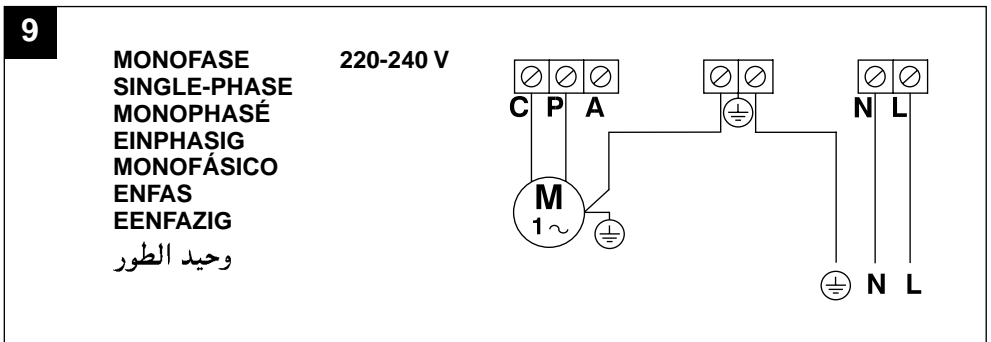 9
MONOFASE 220-240 V
SINGLE-PHASE
MONOPHASÉ
EINPHASIG
MONOFÁSICO
ENFAS
EENFAZIG
وحيد الطور
C P A
N L
M
1 ~
N L